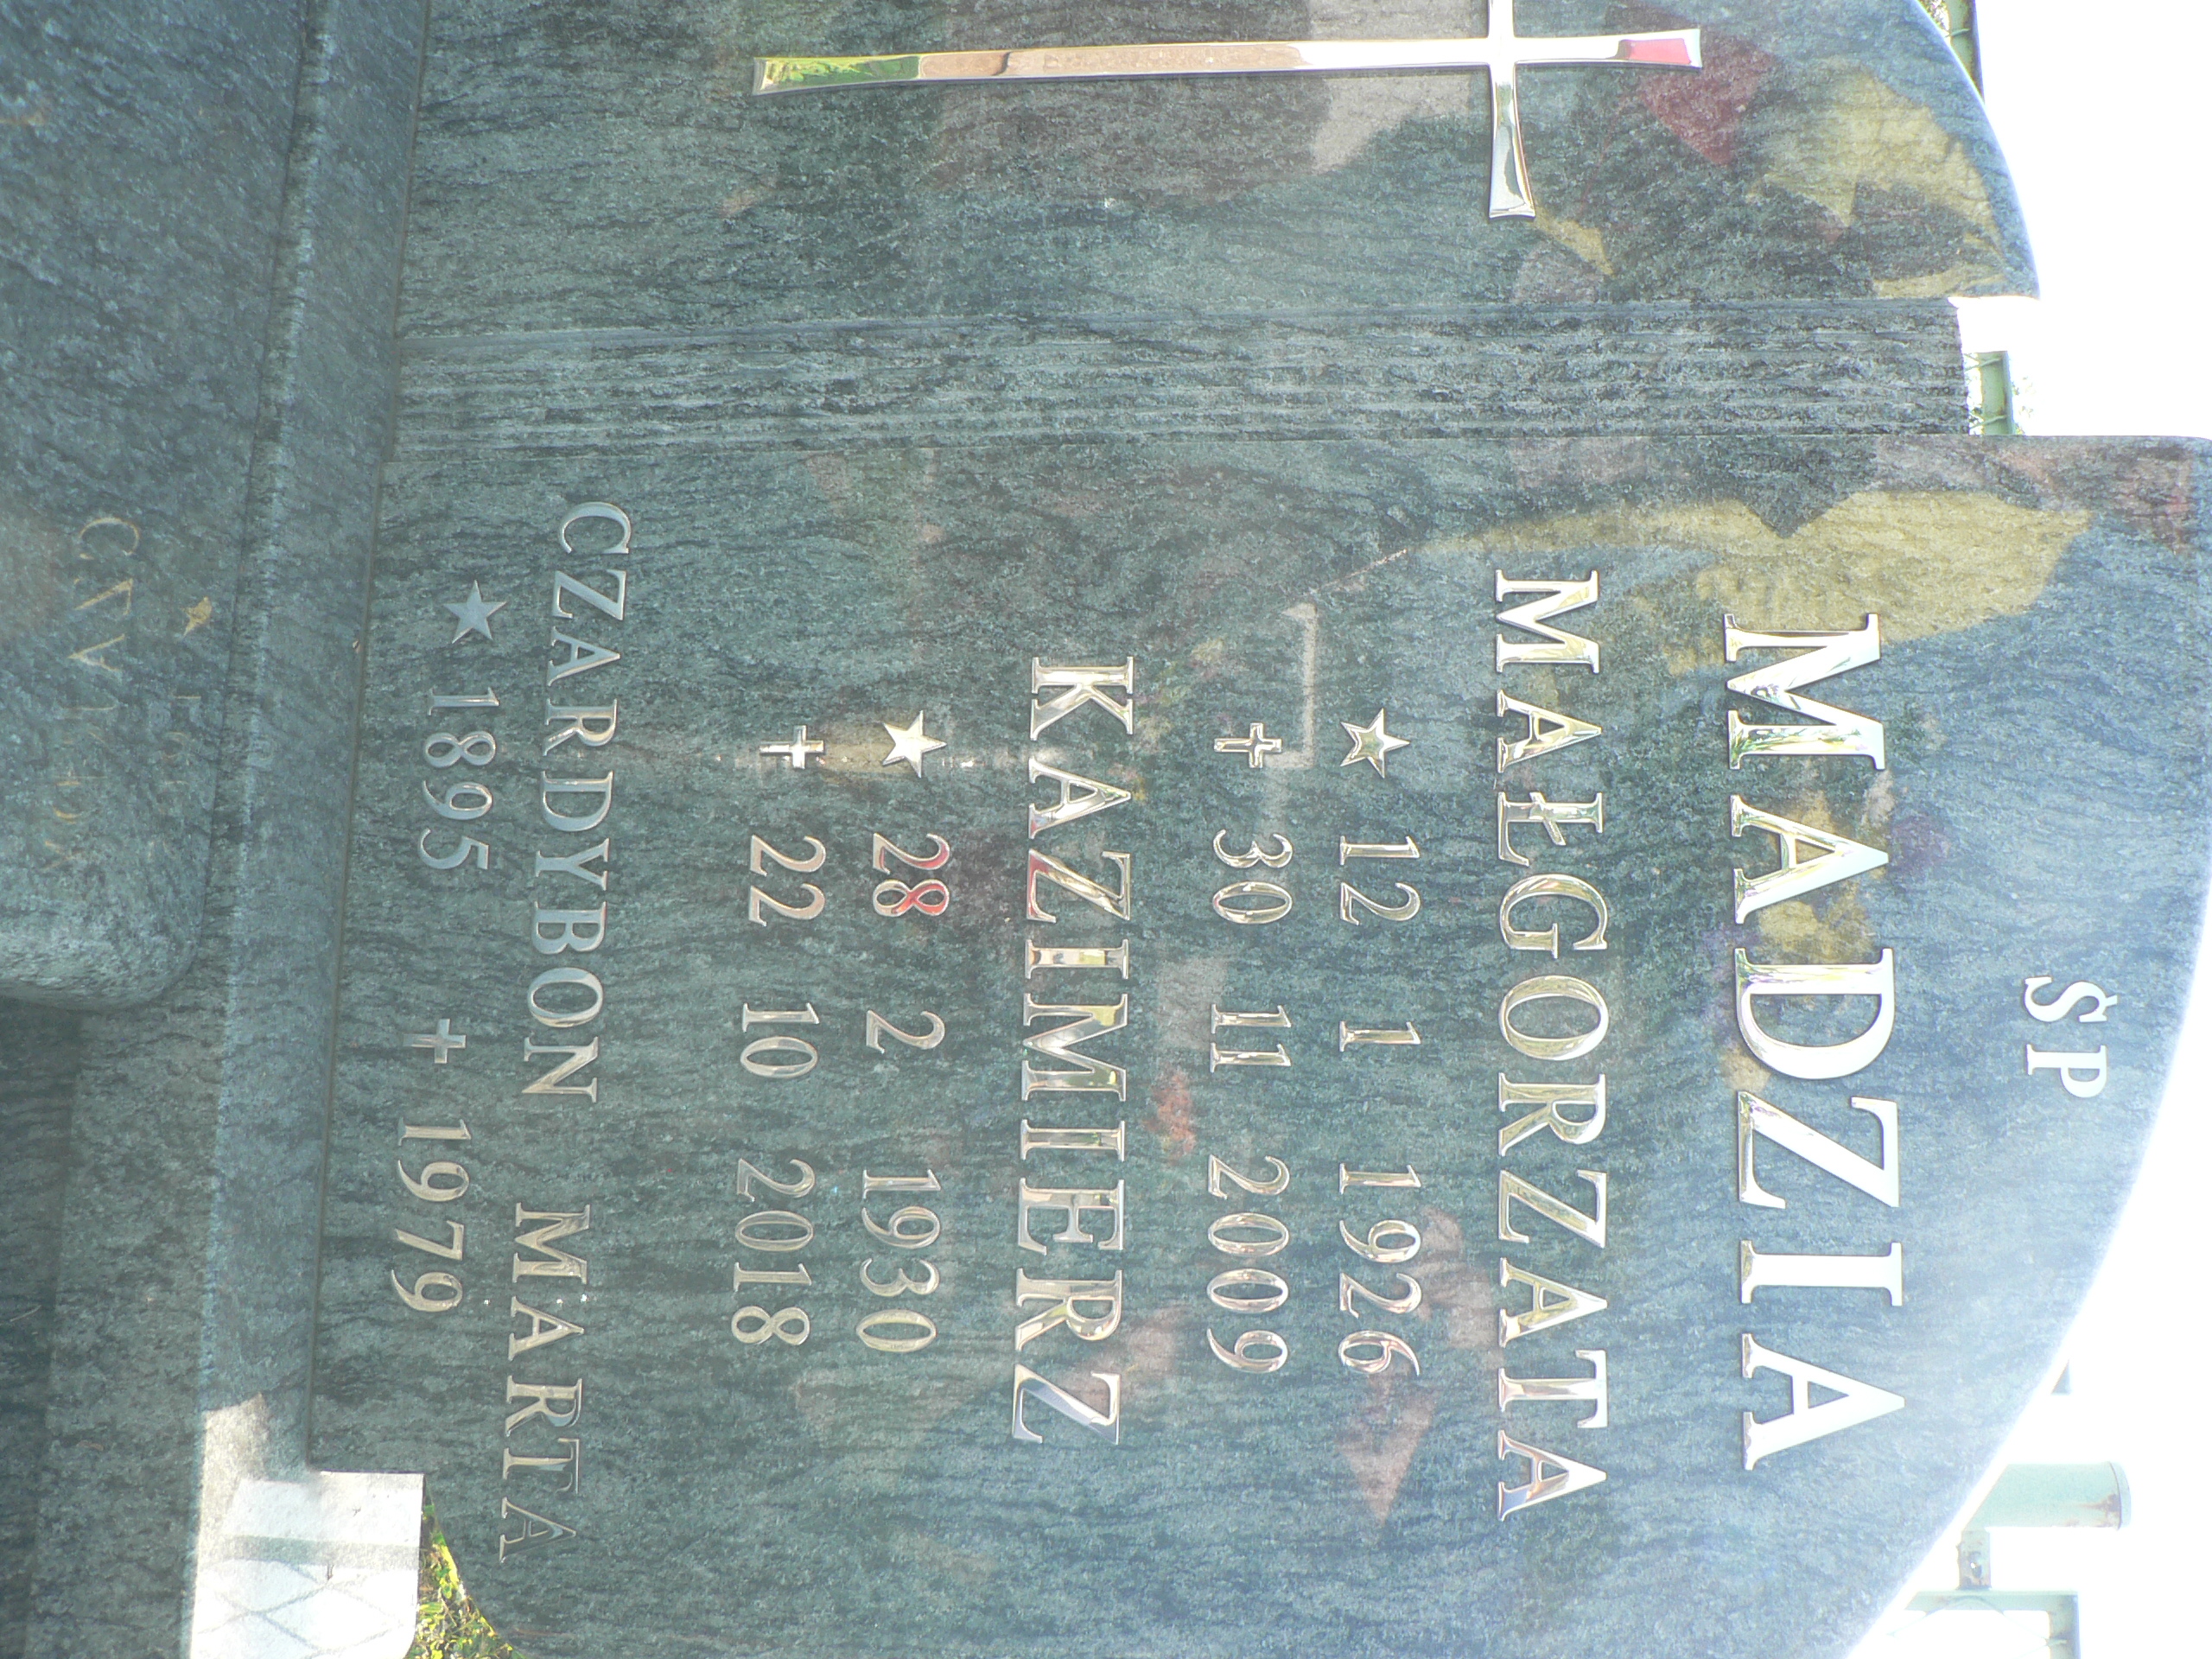 ŚP
MADZIA
MAŁGORZATA
☆ 12 1 1926
✝ 30 11 2009
KAZIMIERZ
★ 28 2 1930
✝ 22 10 2018
CZARDYBON MARTA
★ 1895 ✝ 1979